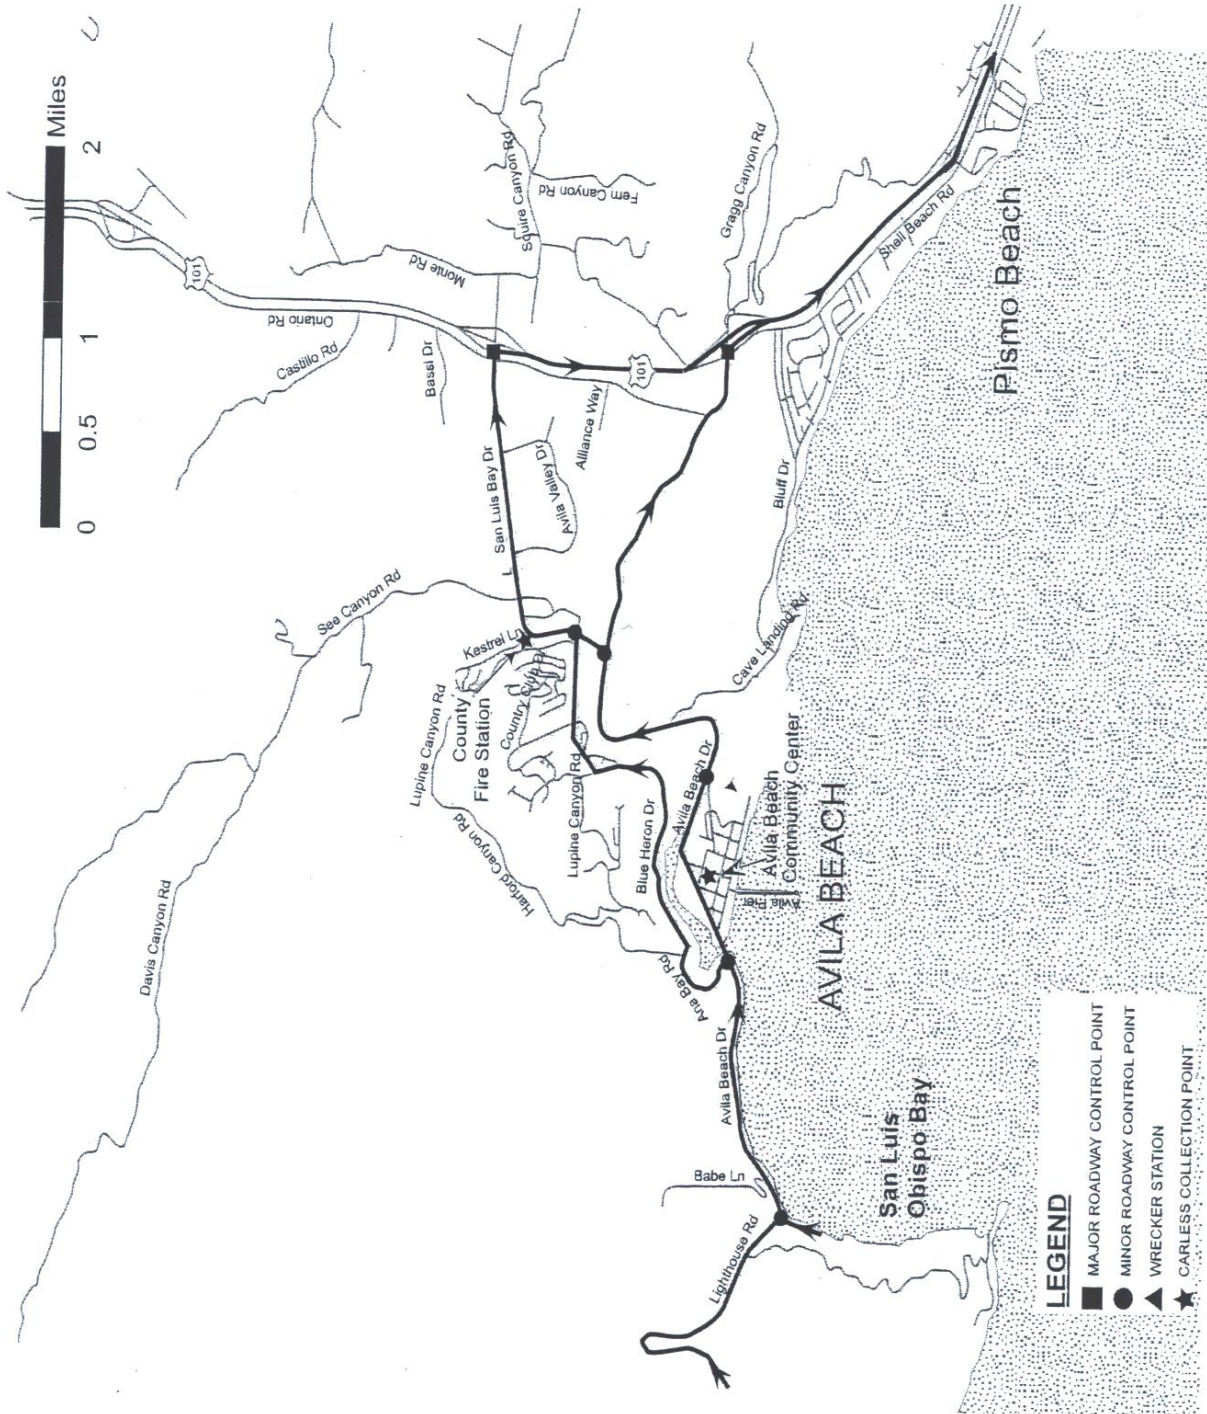 Miles
0
0.5
1
2
101
Ontario Rd
Castillo Rd
Bassi Dr
Monte Rd
Squire Canyon Rd
Fern Canyon Rd
Gragg Canyon Rd
See Canyon Rd
Davis Canyon Rd
San Luis Bay Dr
Avila Valley Dr
Alliance Way
101
Shell Beach Rd
Pismo Beach
Bluff Dr
Cave Landing Rd
Kestrel Ln
County
Fire Station
Country Club Dr
Lupine Canyon Rd
Harford Canyon Rd
Lupine Canyon Rd
Blue Heron Dr
Avila Beach Dr
Avila Beach
Community Center
Avila Pier
AVILA BEACH
Ana Bay Rd
Avila Beach Dr
Babe Ln
Lighthouse Rd
San Luis
Obispo Bay
LEGEND
MAJOR ROADWAY CONTROL POINT
MINOR ROADWAY CONTROL POINT
WRECKER STATION
CARLESS COLLECTION POINT